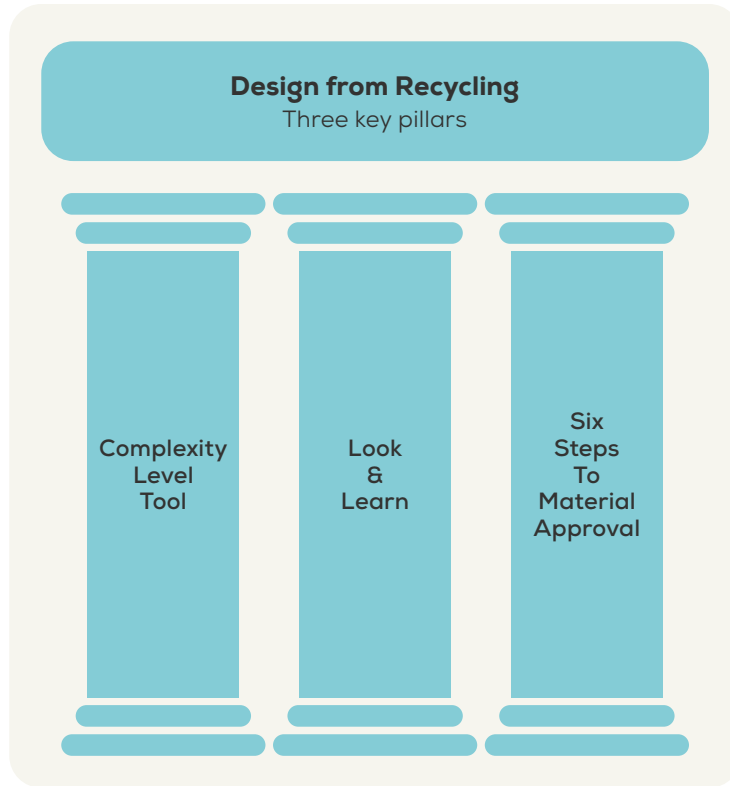 Design from Recycling
Three key pillars
Complexity
Level
Tool
Look
&
Learn
Six
Steps
To
Material
Approval